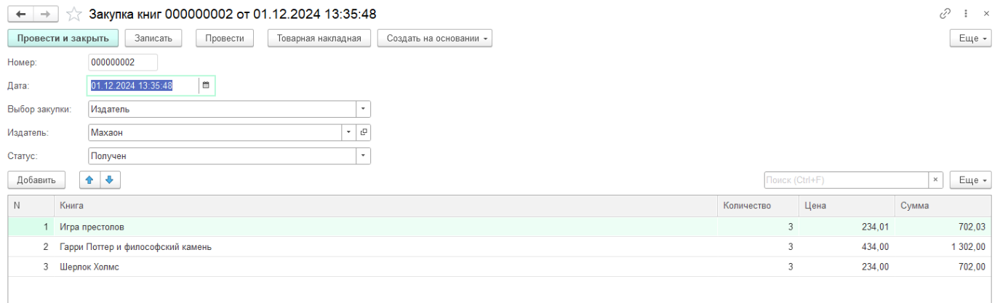 Закупка книг 000000002 от 01.12.2024 13:35:48
Провести и закрыть Записать Провести Товарная накладная Создать на основании Еще
Номер: 000000002
Дата: 01.12.2024 13:35:48
Выбор закупки: Издатель
Издатель: Махаон
Статус: Получен
Добавить Поиск (Ctrl+F) Еще
N Книга Количество Цена Сумма
1 Игра престолов 3 234,01 702,03
2 Гарри Поттер и философский камень 3 434,00 1 302,00
3 Шерлок Холмс 3 234,00 702,00